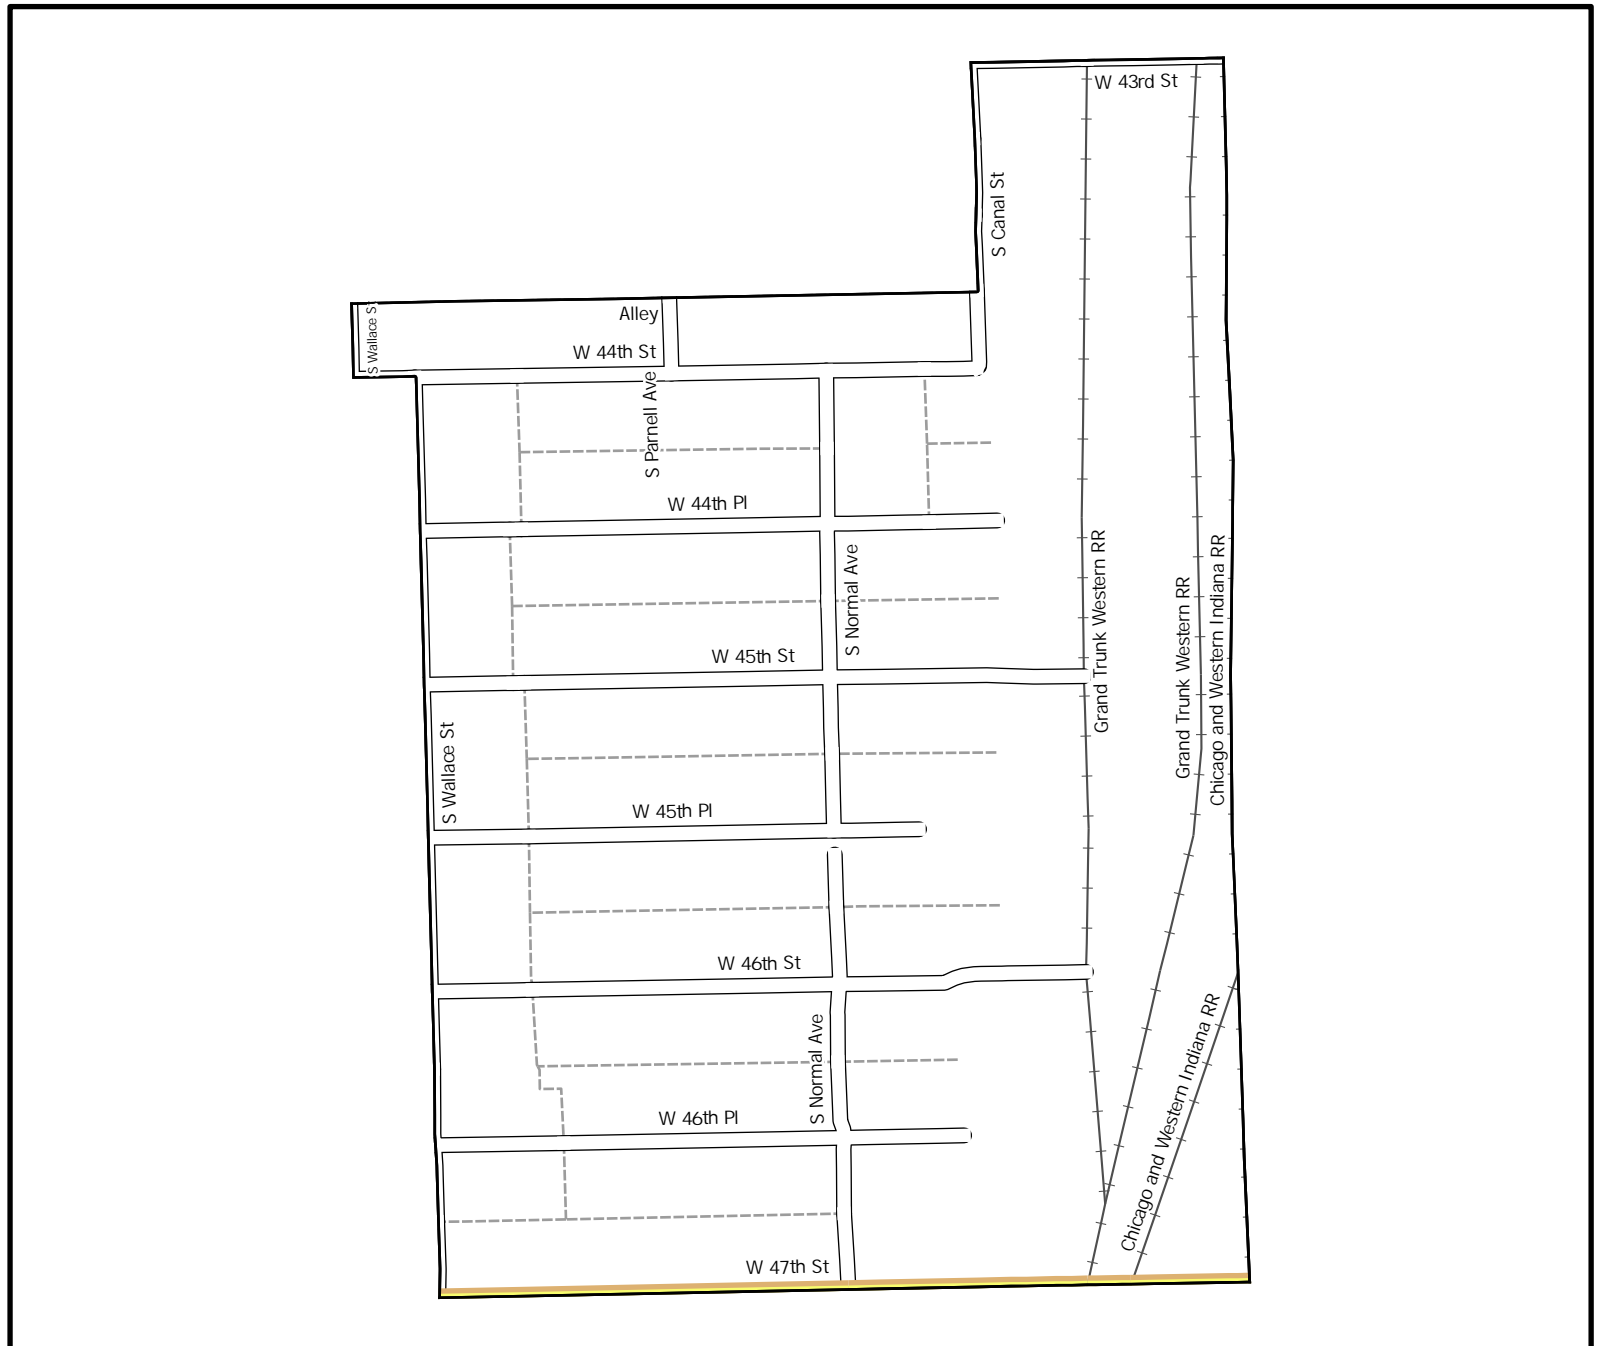 W 43rd St
S Canal St
S Wallace St
Alley
W 44th St
S Parnell Ave
W 44th Pl
Grand Trunk Western RR
Grand Trunk Western RR
Chicago and Western Indiana RR
S Normal Ave
W 45th St
S Wallace St
W 45th Pl
W 46th St
Chicago and Western Indiana RR
S Normal Ave
W 46th Pl
W 47th St